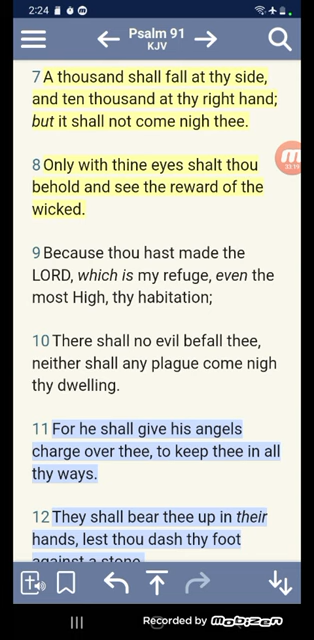 2:24
Psalm 91
KJV
7 A thousand shall fall at thy side,
and ten thousand at thy right hand;
but it shall not come nigh thee.
8 Only with thine eyes shalt thou
behold and see the reward of the
wicked.
33:19
9 Because thou hast made the
LORD, which is my refuge, even the
most High, thy habitation;
10 There shall no evil befall thee,
neither shall any plague come nigh
thy dwelling.
11 For he shall give his angels
charge over thee, to keep thee in all
thy ways.
12 They shall bear thee up in their
hands, lest thou dash thy foot
against a stone.
Recorded by mobizen